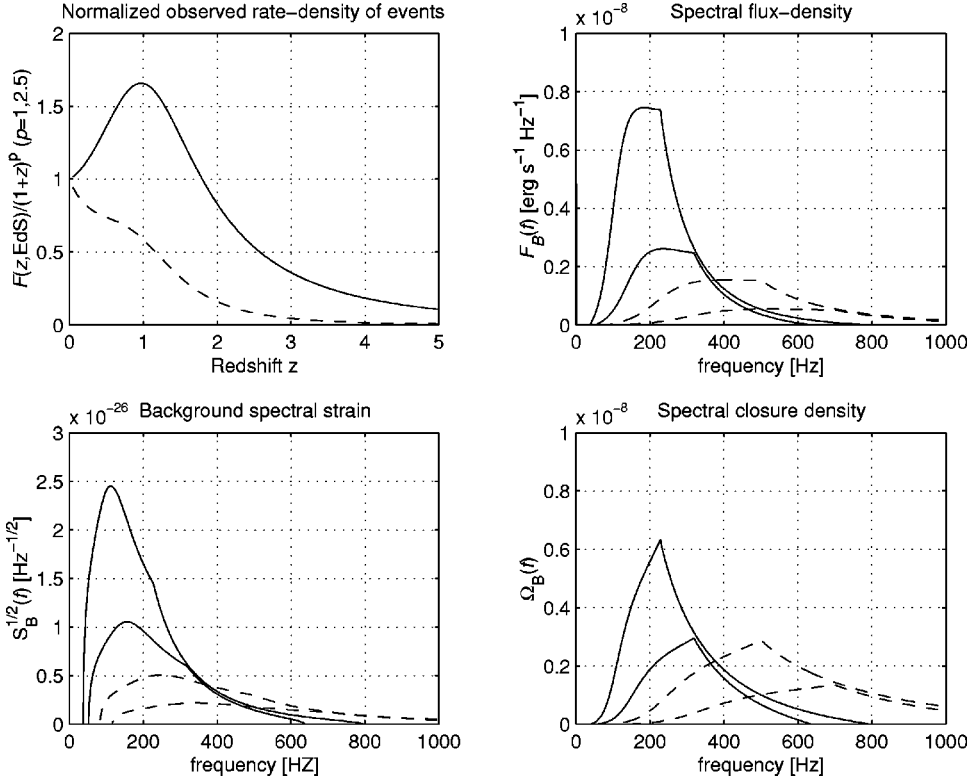 Normalized observed rate−density of events
F(z,EdS)/(1+z)^p (p=1,2.5)
2
1.5
1
0.5
0
0 1 2 3 4 5
Redshift z
Spectral flux−density
x 10^−8
F_B(f) [erg s^−1 Hz^−1]
1
0.8
0.6
0.4
0.2
0
0 200 400 600 800 1000
frequency [Hz]
Background spectral strain
x 10^−26
S_B^1/2(f) [Hz^−1/2]
3
2.5
2
1.5
1
0.5
0
0 200 400 600 800 1000
frequency [HZ]
Spectral closure density
x 10^−8
Ω_B(f)
1
0.8
0.6
0.4
0.2
0
0 200 400 600 800 1000
frequency [Hz]